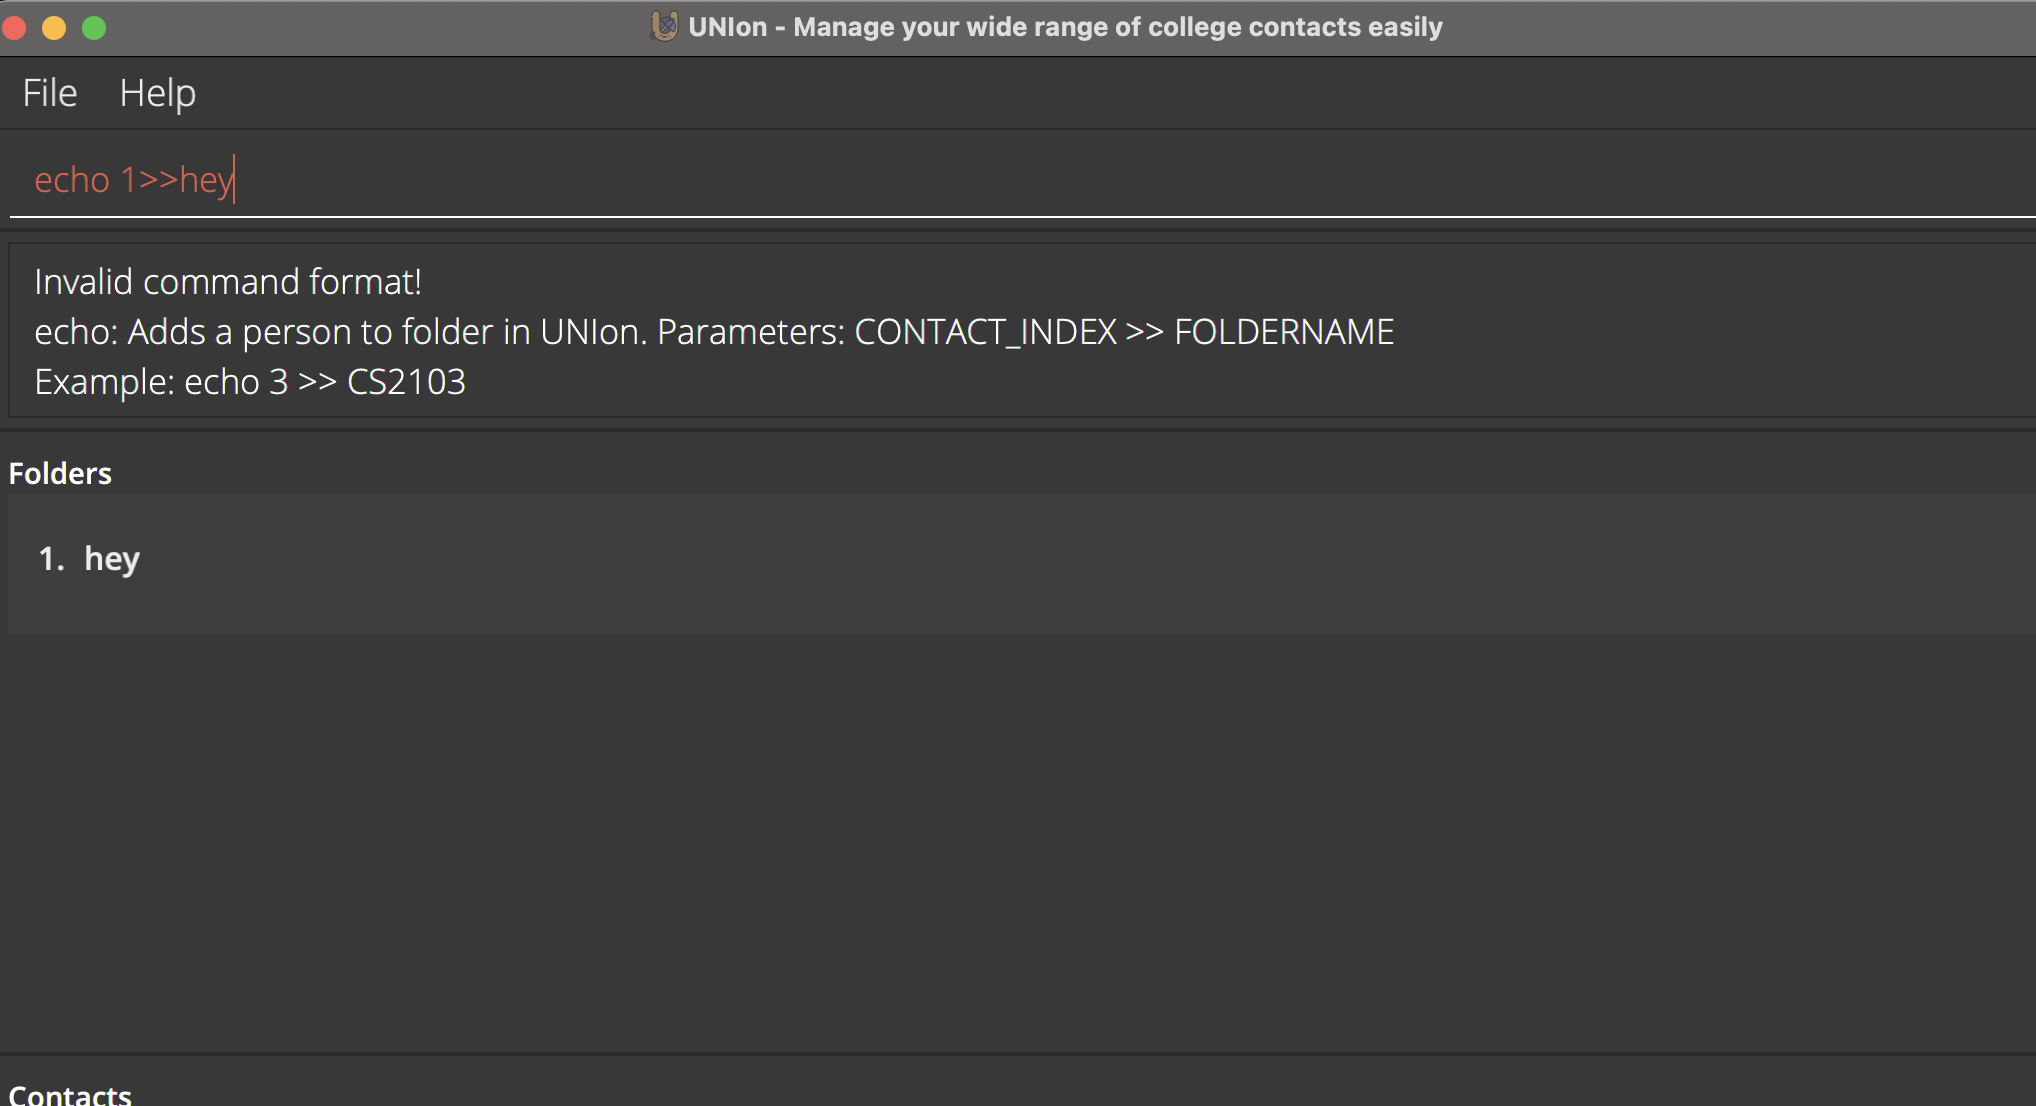 UNIon - Manage your wide range of college contacts easily
File Help
echo 1>>hey
Invalid command format!
echo: Adds a person to folder in UNIon. Parameters: CONTACT_INDEX >> FOLDERNAME
Example: echo 3 >> CS2103
Folders
1. hey
Contacts